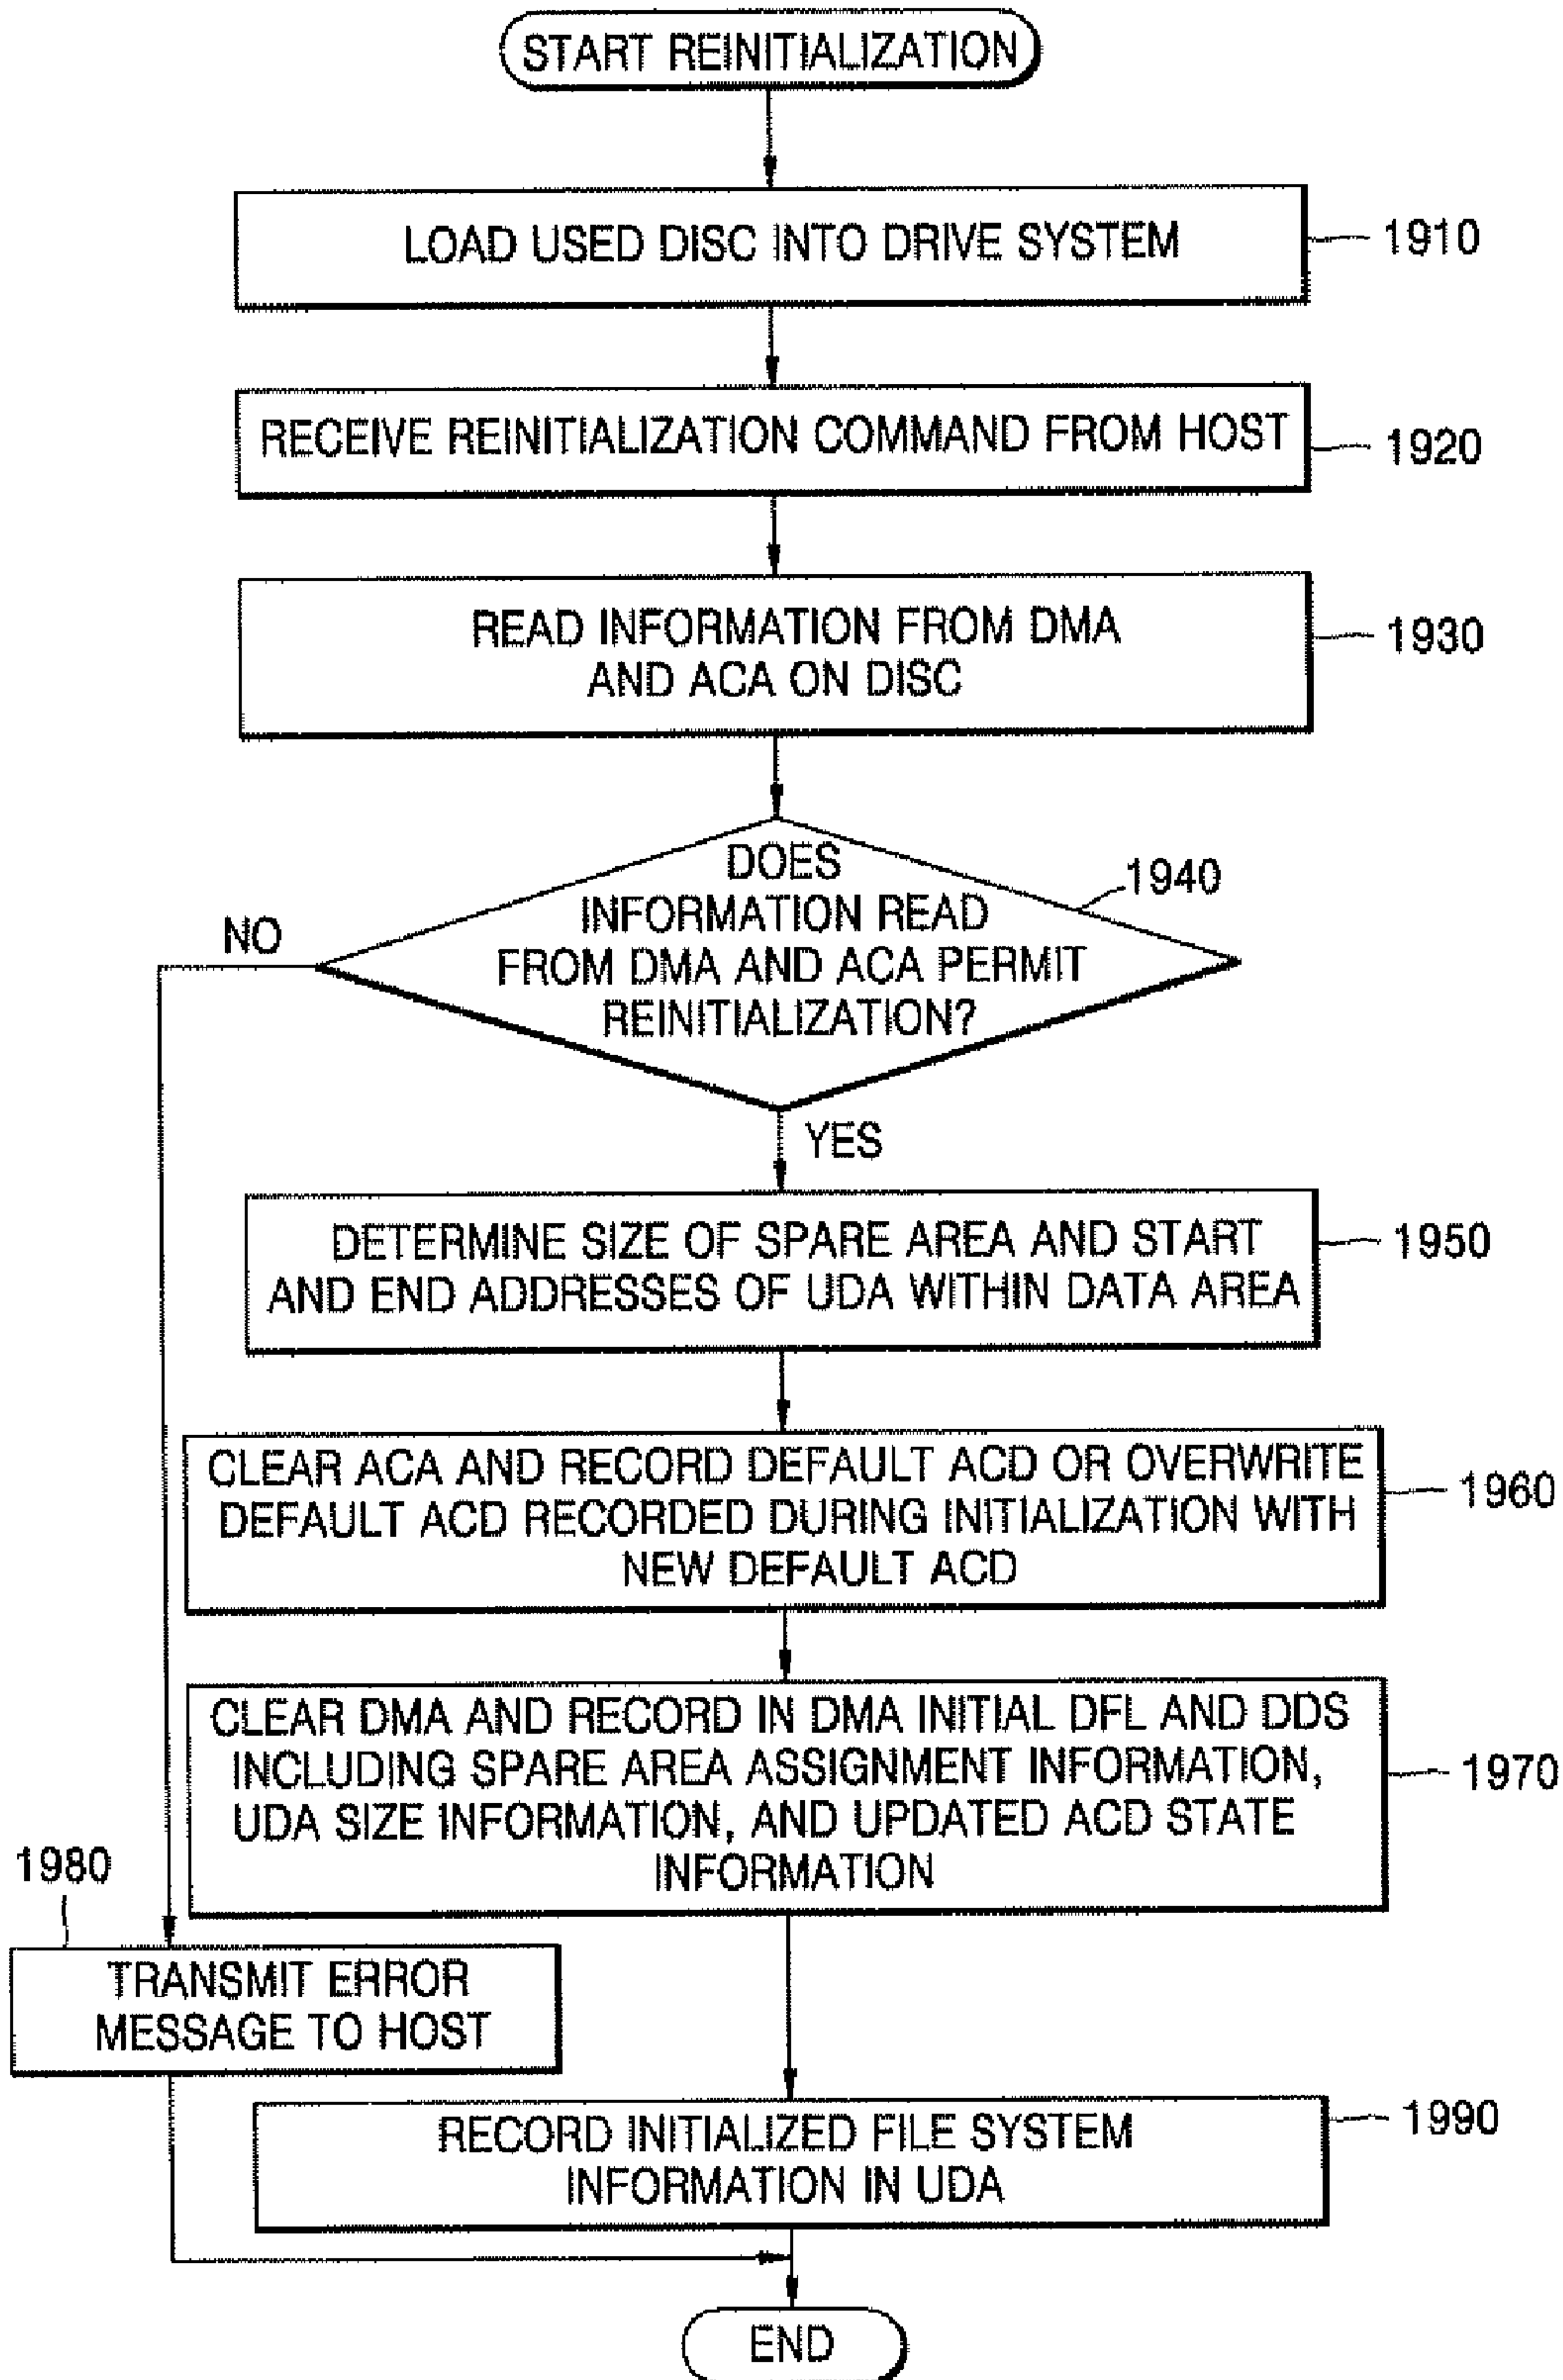 START REINITIALIZATION
LOAD USED DISC INTO DRIVE SYSTEM
1910
RECEIVE REINITIALIZATION COMMAND FROM HOST
1920
READ INFORMATION FROM DMA
AND ACA ON DISC
1930
DOES
INFORMATION READ
FROM DMA AND ACA PERMIT
REINITIALIZATION?
1940
NO
YES
DETERMINE SIZE OF SPARE AREA AND START
AND END ADDRESSES OF UDA WITHIN DATA AREA
1950
CLEAR ACA AND RECORD DEFAULT ACD OR OVERWRITE
DEFAULT ACD RECORDED DURING INITIALIZATION WITH
NEW DEFAULT ACD
1960
CLEAR DMA AND RECORD IN DMA INITIAL DFL AND DDS
INCLUDING SPARE AREA ASSIGNMENT INFORMATION,
UDA SIZE INFORMATION, AND UPDATED ACD STATE
INFORMATION
1970
1980
TRANSMIT ERROR
MESSAGE TO HOST
RECORD INITIALIZED FILE SYSTEM
INFORMATION IN UDA
1990
END